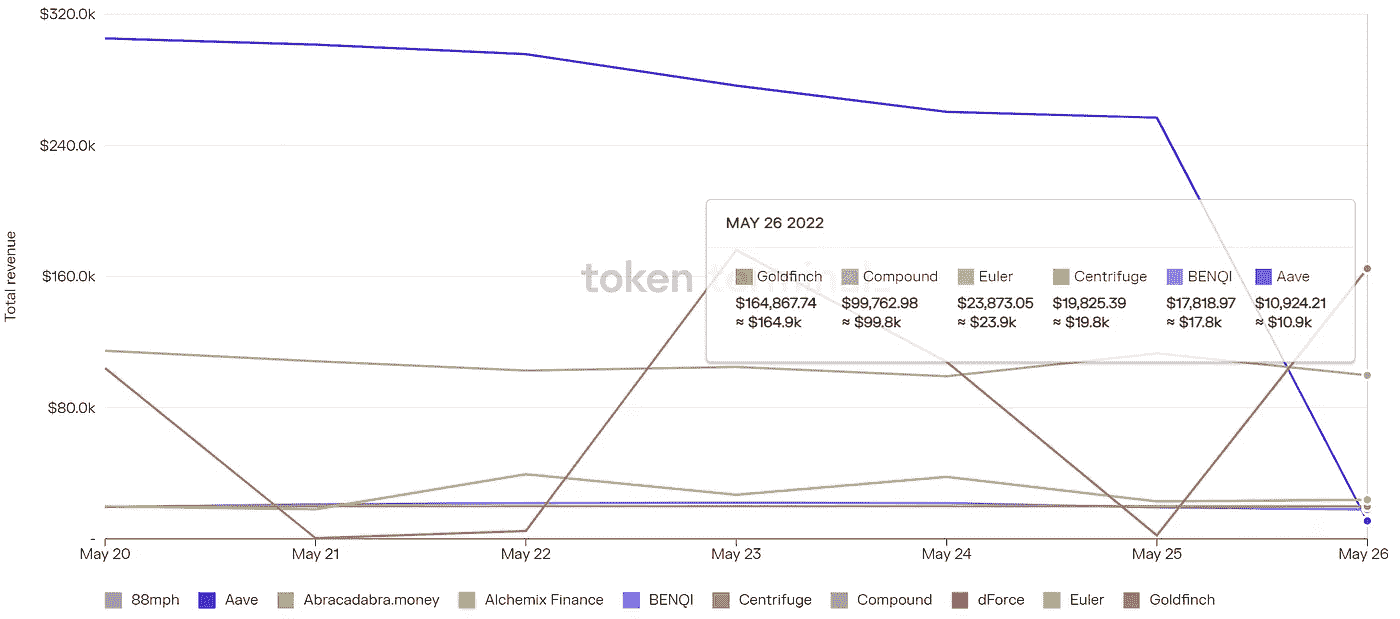 $320.0k
$240.0k
$160.0k
$80.0k
-
Total revenue
token terminal
MAY 26 2022
Goldfinch Compound Euler Centrifuge BENQI Aave
$164,867.74 $99,762.98 $23,873.05 $19,825.39 $17,818.97 $10,924.21
≈ $164.9k ≈ $99.8k ≈ $23.9k ≈ $19.8k ≈ $17.8k ≈ $10.9k
May 20 May 21 May 22 May 23 May 24 May 25 May 26
88mph Aave Abracadabra.money Alchemix Finance BENQI Centrifuge Compound dForce Euler Goldfinch